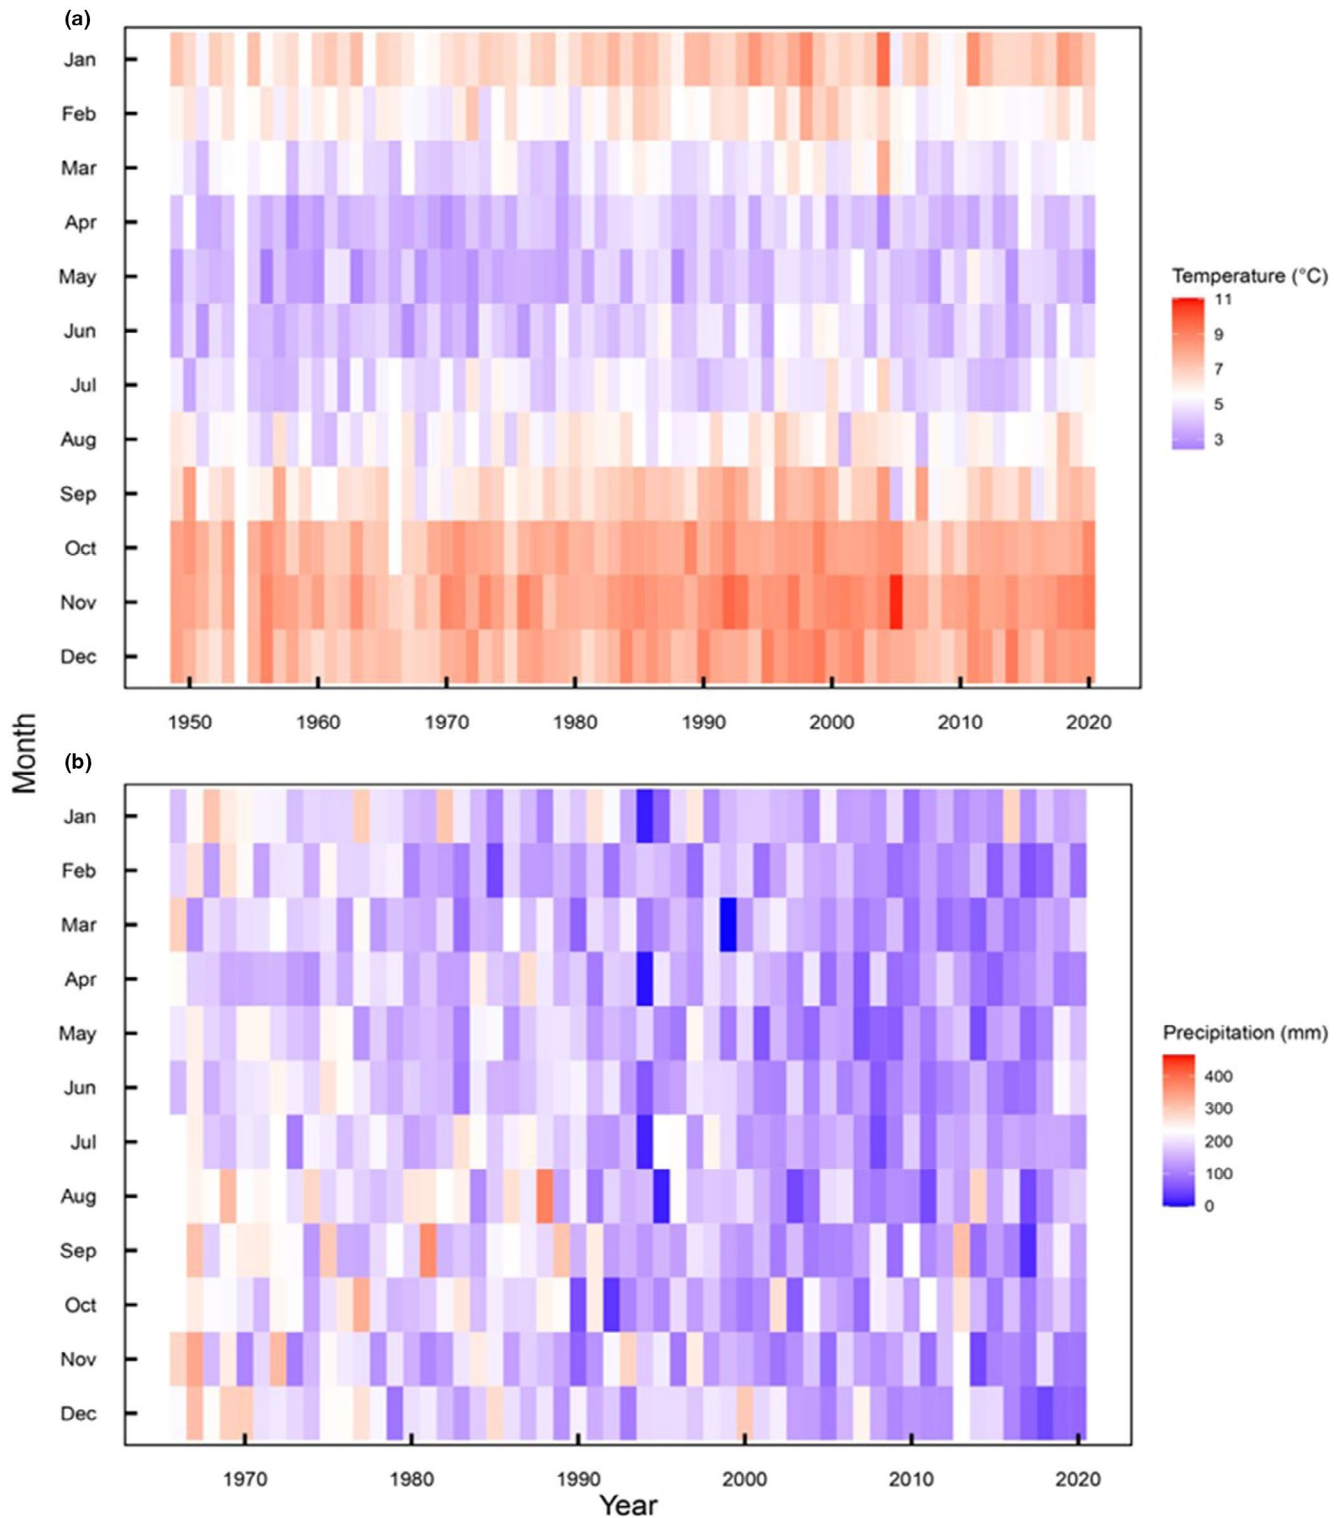 (a)
Jan
Feb
Mar
Apr
May
Jun
Jul
Aug
Sep
Oct
Nov
Dec
1950 1960 1970 1980 1990 2000 2010 2020
Temperature (°C)
11
9
7
5
3
Month
(b)
Jan
Feb
Mar
Apr
May
Jun
Jul
Aug
Sep
Oct
Nov
Dec
1970 1980 1990 2000 2010 2020
Year
Precipitation (mm)
400
300
200
100
0